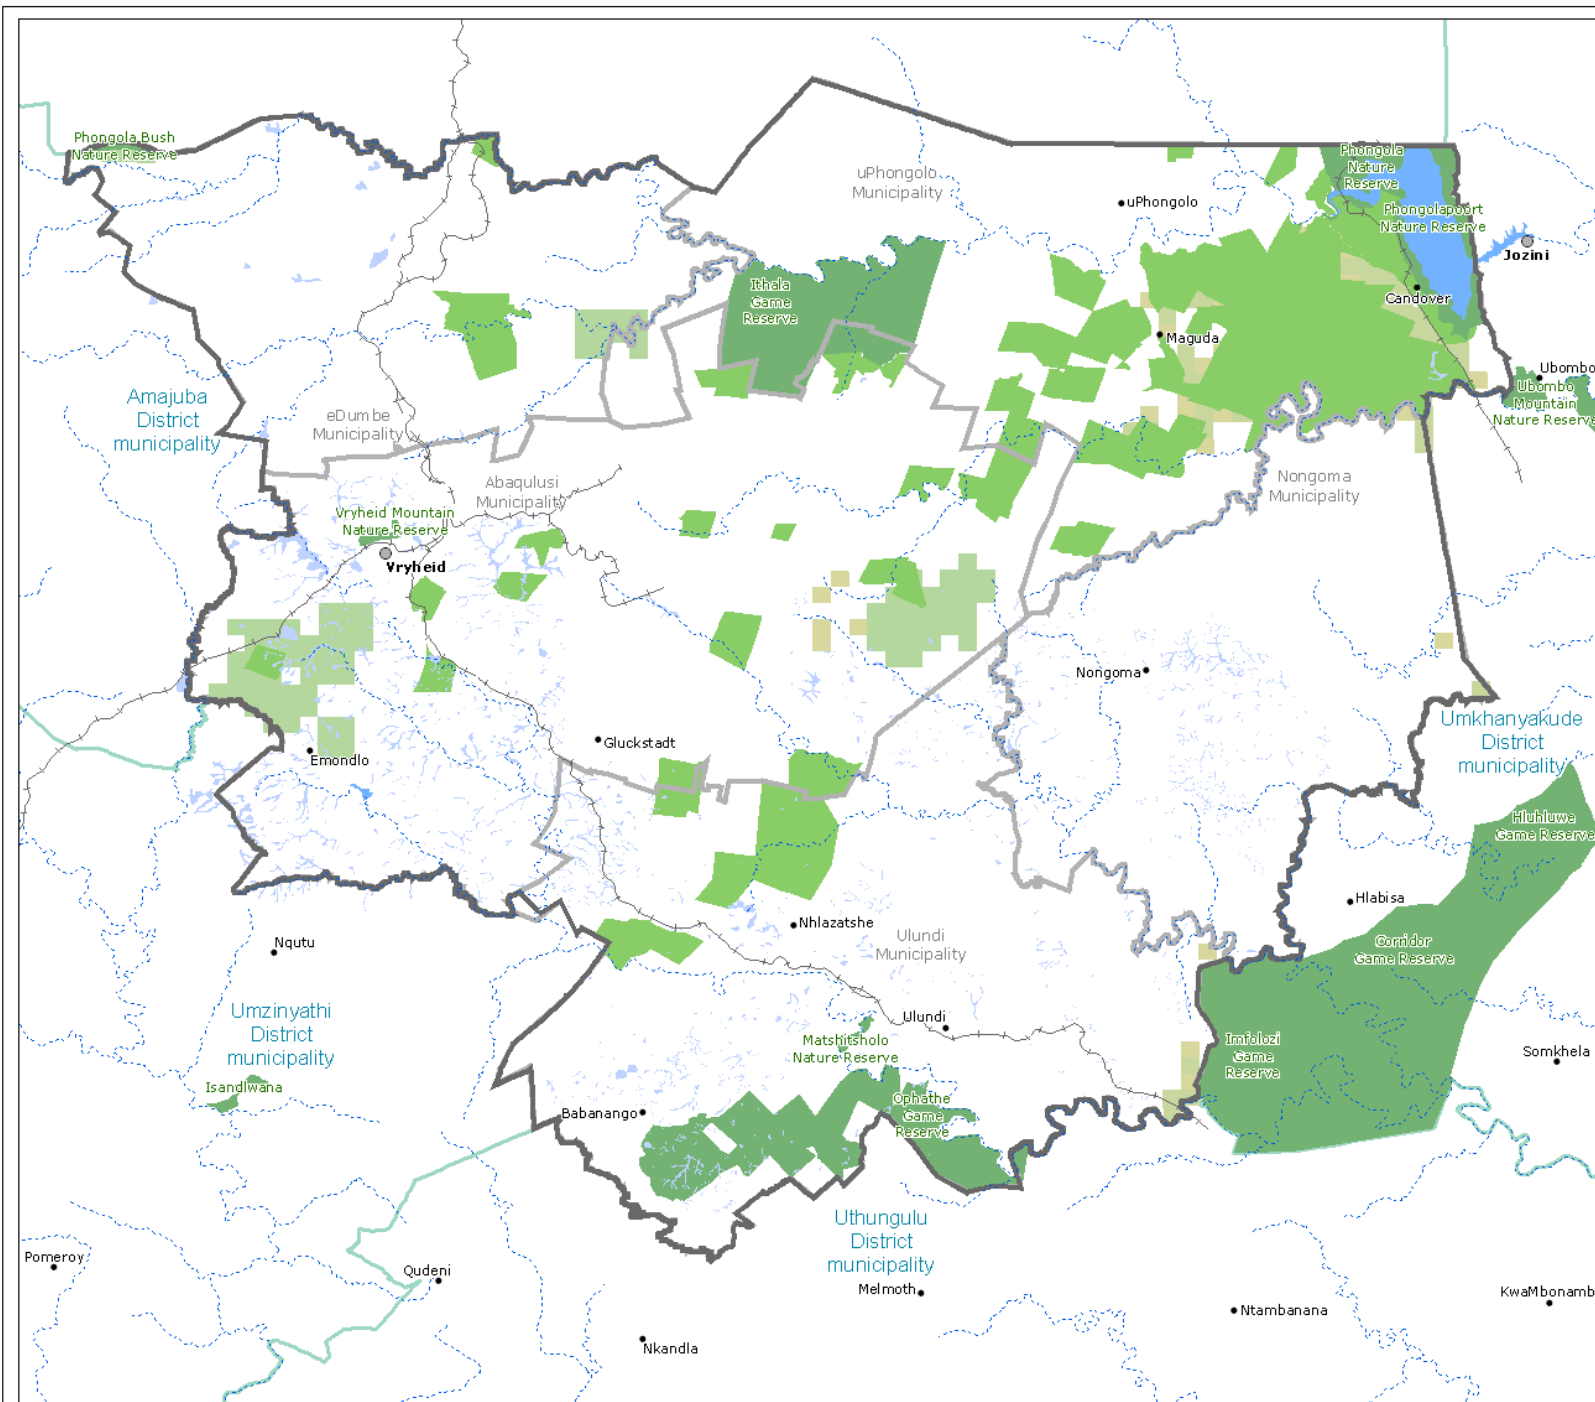 Phongola Bush
Nature Reserve
uPhongolo
Municipality
Phongola
Nature
Reserve
uPhongolo
Phongolapoort
Nature Reserve
Jozini
Ithala
Game
Reserve
Candover
Maguda
Ubombo
Ubombo
Mountain
Nature Reserve
Amajuba
District
municipality
eDumbe
Municipality
Abaqulusi
Municipality
Nongoma
Municipality
Vryheid Mountain
Nature Reserve
Vryheid
Nongoma
Gluckstadt
Emondlo
Umkhanyakude
District
municipality
Hluhluwe
Game Reserve
Hlabisa
Nhlazatshe
Ulundi
Municipality
Corridor
Game Reserve
Nqutu
Umzinyathi
District
municipality
Ulundi
Matshitsholo
Nature Reserve
Imfolozi
Game
Reserve
Somkhela
Isandlwana
Babanango
Ophathe
Game
Reserve
Uthungulu
District
municipality
Pomeroy
Qudeni
Melmoth
KwaMbonamb
Ntambanana
Nkandla